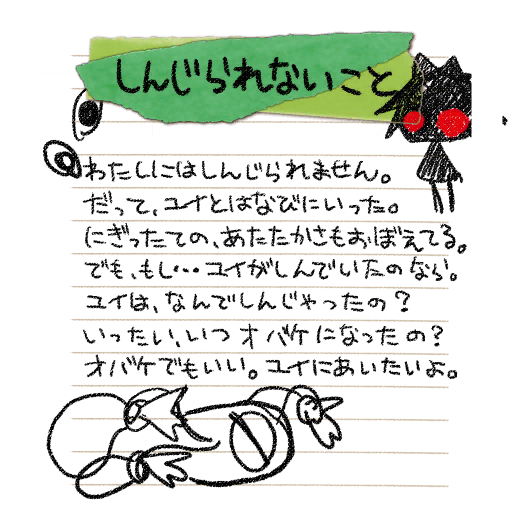 しんじられないこと
わたしにはしんじられません。
だって、ユイとはなびにいった。
にぎったての、あたたかさもおぼえてる。
でも、もし…ユイがしんでいたのなら。
ユイは、なんでしんじゃったの？
いったい、いつオバケになったの？
オバケでもいい。ユイにあいたいよ。